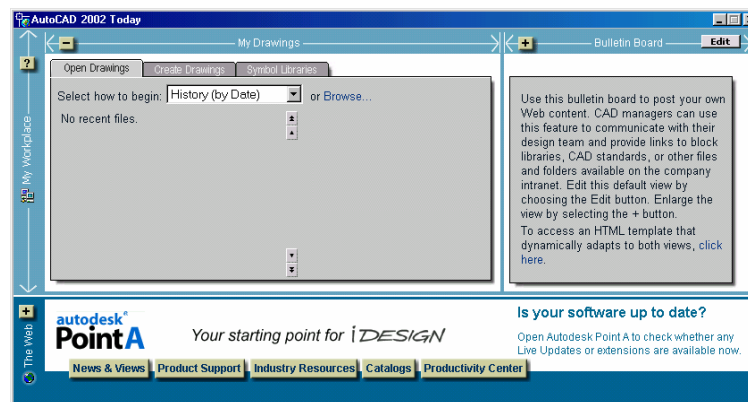 AutoCAD 2002 Today
My Drawings
Bulletin Board
Edit
?
My Workplace
Open Drawings
Create Drawings
Symbol Libraries
Select how to begin: History (by Date) or Browse...
No recent files.
Use this bulletin board to post your own
Web content. CAD managers can use
this feature to communicate with their
design team and provide links to block
libraries, CAD standards, or other files
and folders available on the company
intranet. Edit this default view by
choosing the Edit button. Enlarge the
view by selecting the + button.
To access an HTML template that
dynamically adapts to both views, click
here.
The Web
autodesk®
Point A
Your starting point for iDESIGN
Is your software up to date?
Open Autodesk Point A to check whether any
Live Updates or extensions are available now.
News & Views
Product Support
Industry Resources
Catalogs
Productivity Center